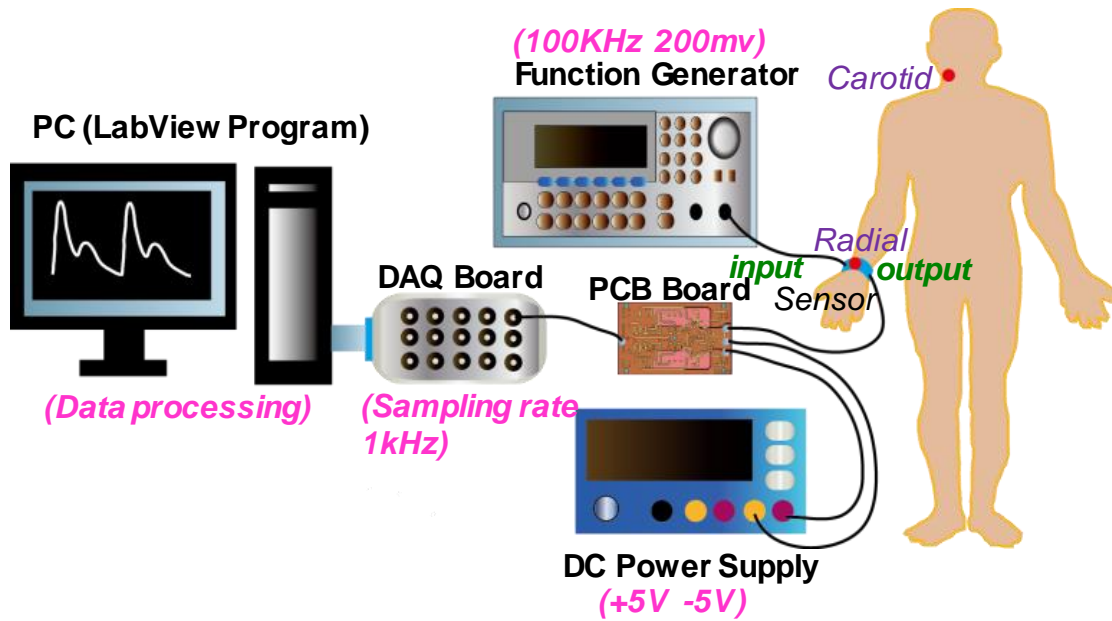 (100KHz 200mv)
Function Generator
Carotid
PC (LabView Program)
Radial
input
output
Sensor
DAQ Board
PCB Board
(Data processing)
(Sampling rate
1kHz)
DC Power Supply
(+5V -5V)